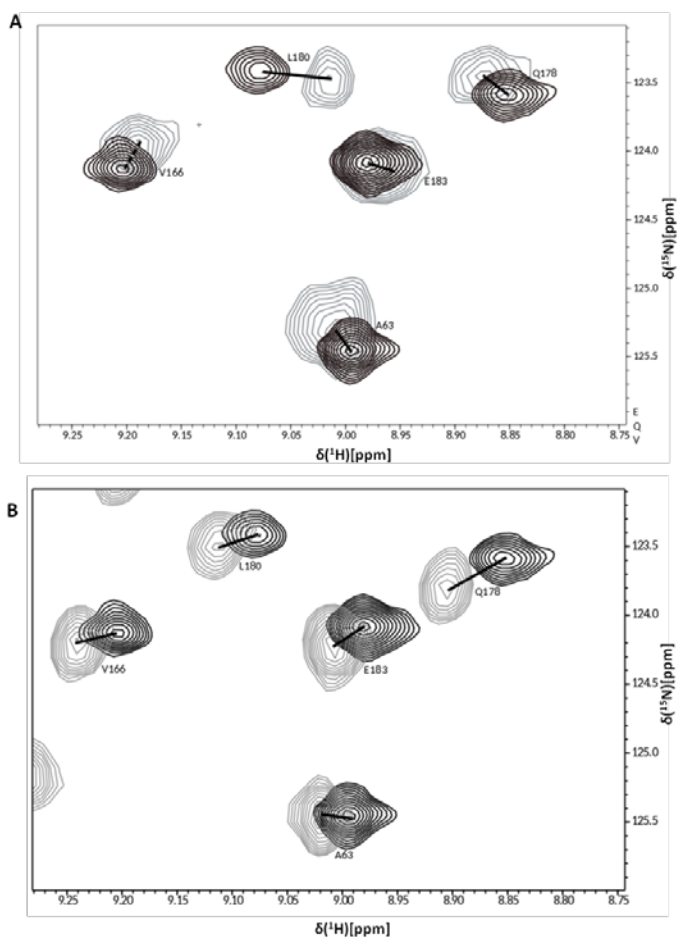 A
L180
Q178
123.5
V166
124.0
E183
124.5
δ(¹⁵N)[ppm]
125.0
A63
125.5
E
Q
V
9.25 9.20 9.15 9.10 9.05 9.00 8.95 8.90 8.85 8.80 8.75
δ(¹H)[ppm]
B
123.5
L180
Q178
124.0
V166
E183
124.5
δ(¹⁵N)[ppm]
125.0
125.5
A63
9.25 9.20 9.15 9.10 9.05 9.00 8.95 8.90 8.85 8.80 8.75
δ(¹H)[ppm]